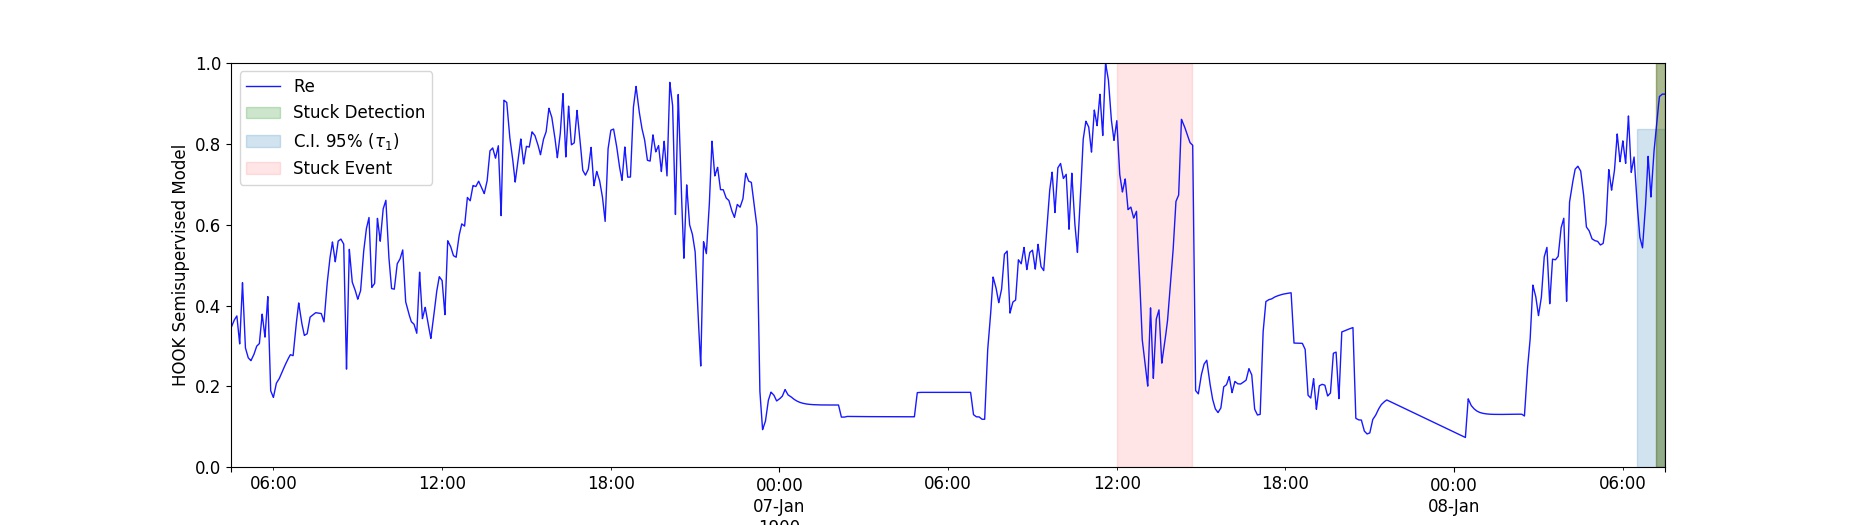 1.0
0.8
0.6
0.4
0.2
0.0
HOOK Semisupervised Model
Re
Stuck Detection
C.I. 95% (τ₁)
Stuck Event
06:00 12:00 18:00 00:00 06:00 12:00 18:00 00:00 06:00
07-Jan 08-Jan